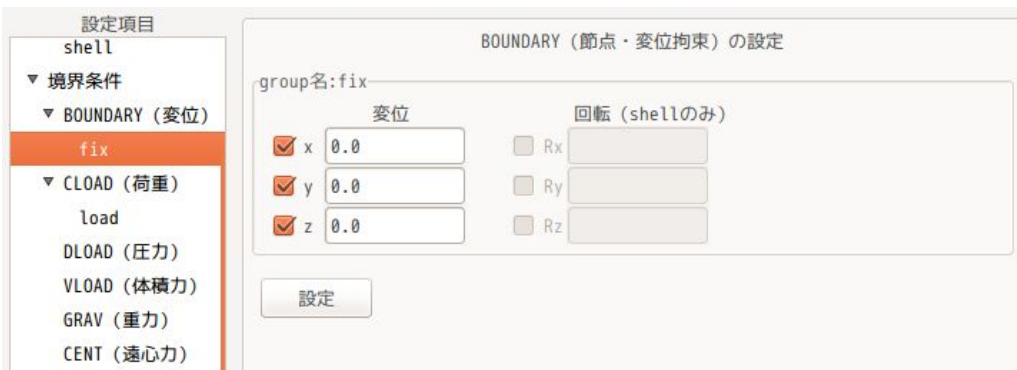 設定項目
shell
▼ 境界条件
▼ BOUNDARY (変位)
fix
▼ CLOAD (荷重)
load
DLOAD (圧力)
VLOAD (体積力)
GRAV (重力)
CENT (遠心力)
BOUNDARY (節点・変位拘束) の設定
group名:fix
変位 回転 (shellのみ)
x 0.0 Rx
y 0.0 Ry
z 0.0 Rz
設定